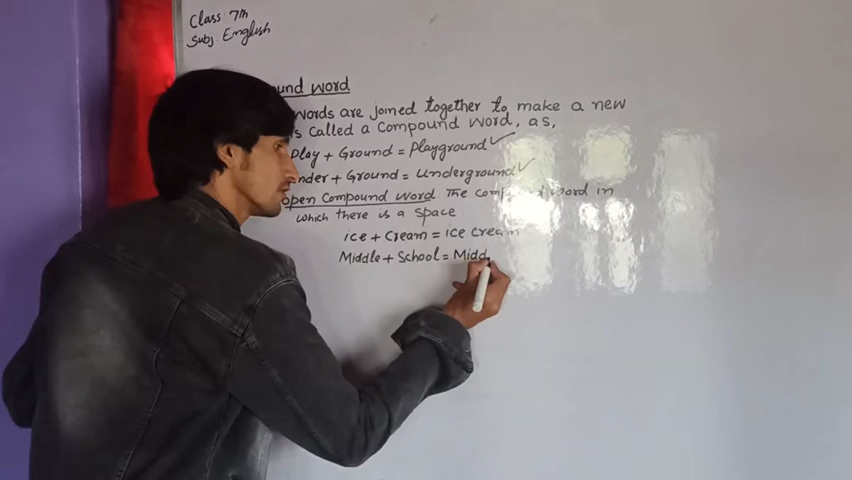 Class: 7th
Subj: English
ound word
words are joined together to make a new
s called a compound word, as,
Play + Ground = Playground
nder + Ground = Underground
open compound word. The comp d word in
which there is a space.
ice + cream = ice cream
Middle + School = Midd